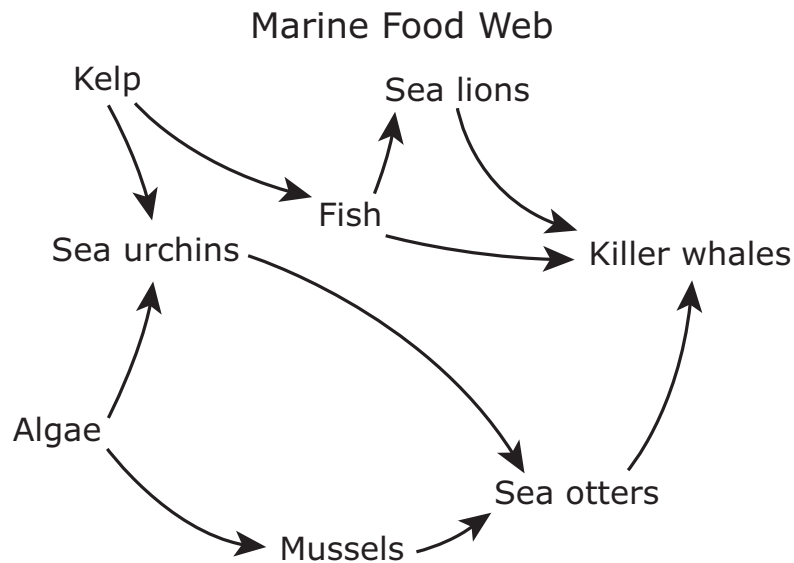 Marine Food Web
Kelp
Sea lions
Fish
Sea urchins
Killer whales
Algae
Sea otters
Mussels